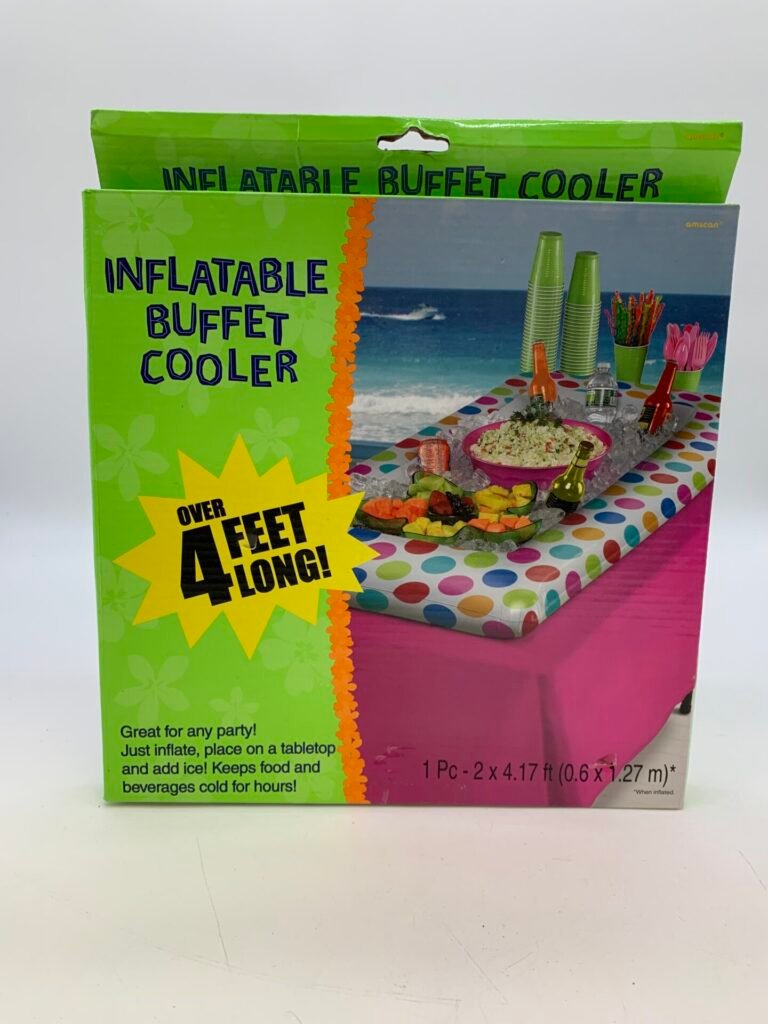 amscan
INFLATABLE BUFFET COOLER
amscan
INFLATABLE
BUFFET
COOLER
OVER
4 FEET
LONG!
Great for any party!
Just inflate, place on a tabletop
and add ice! Keeps food and
beverages cold for hours!
1 Pc - 2 x 4.17 ft (0.6 x 1.27 m)*
*When inflated.